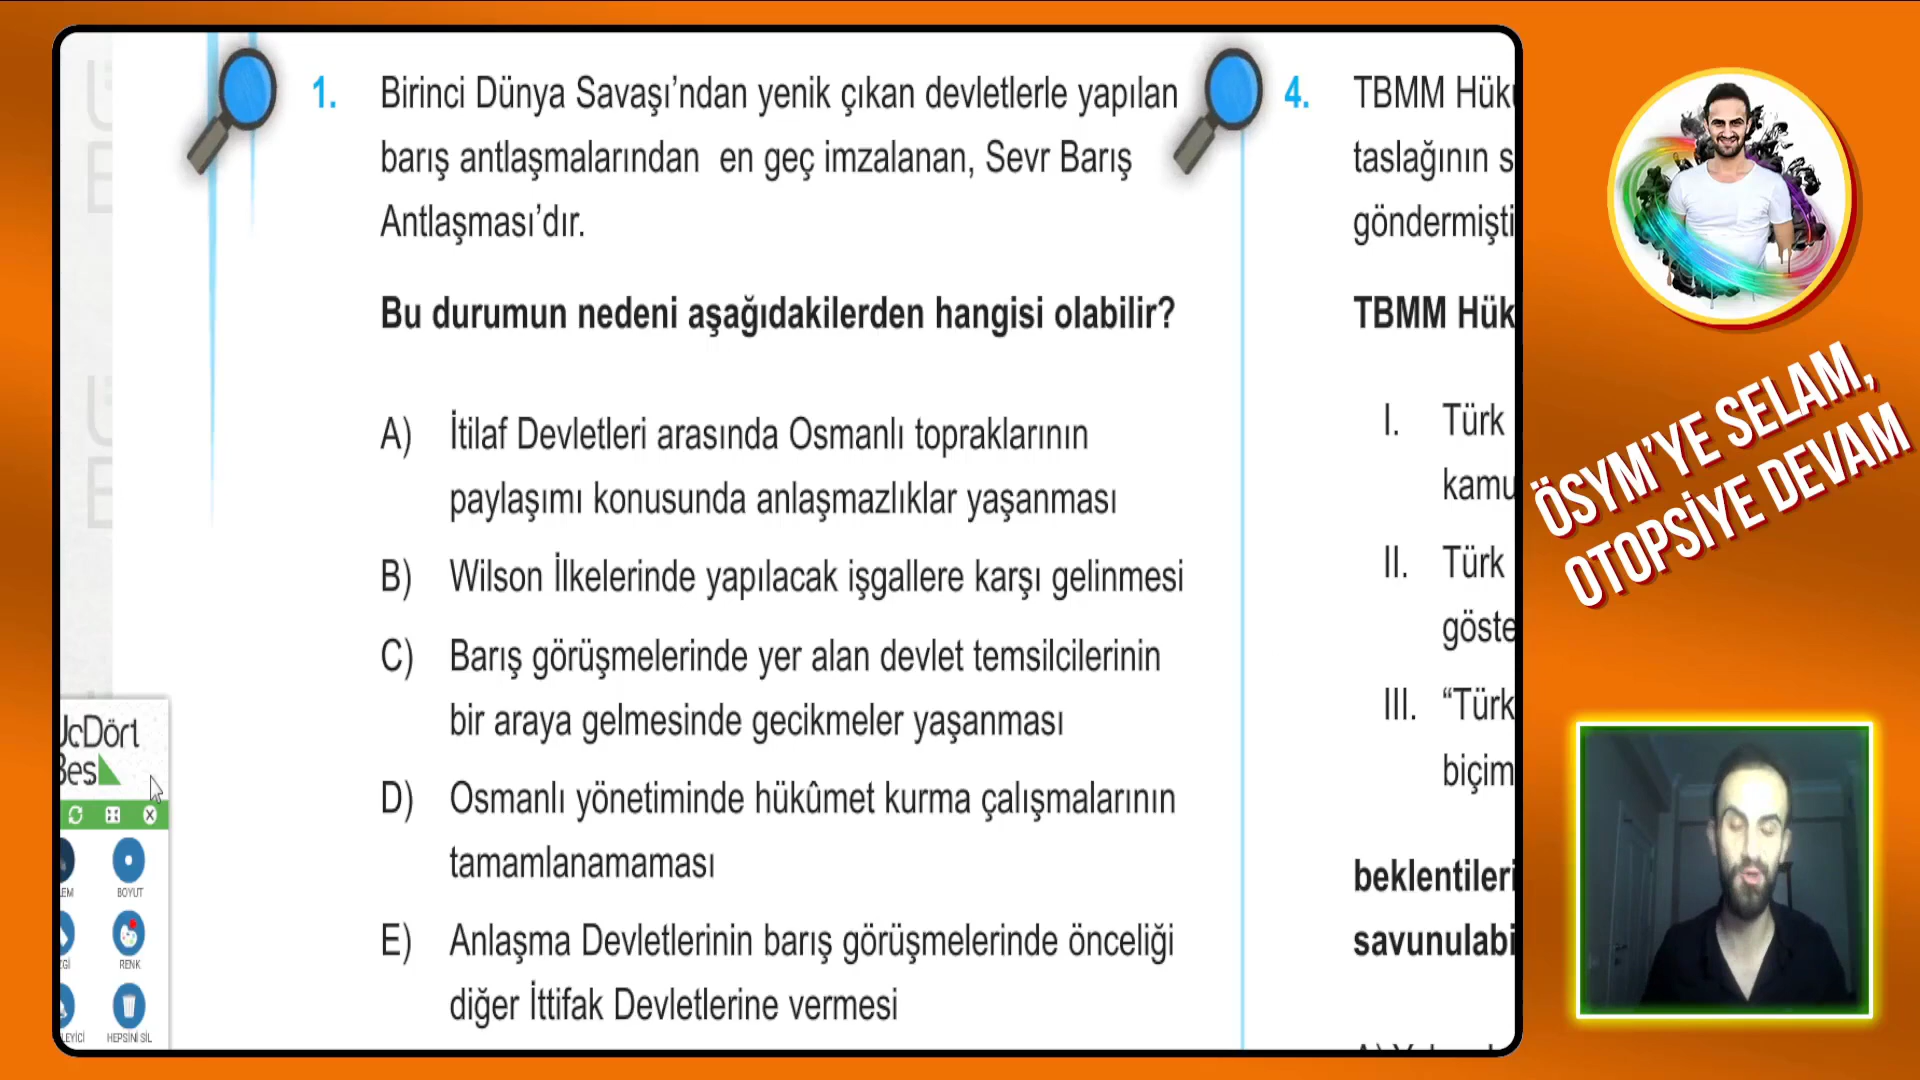 1. Birinci Dünya Savaşı’ndan yenik çıkan devletlerle yapılan
barış antlaşmalarından en geç imzalanan, Sevr Barış
Antlaşması’dır.
Bu durumun nedeni aşağıdakilerden hangisi olabilir?
A) İtilaf Devletleri arasında Osmanlı topraklarının
paylaşımı konusunda anlaşmazlıklar yaşanması
B) Wilson İlkelerinde yapılacak işgallere karşı gelinmesi
C) Barış görüşmelerinde yer alan devlet temsilcilerinin
bir araya gelmesinde gecikmeler yaşanması
D) Osmanlı yönetiminde hükûmet kurma çalışmalarının
tamamlanamaması
E) Anlaşma Devletlerinin barış görüşmelerinde önceliği
diğer İttifak Devletlerine vermesi
4. TBMM Hük
taslağının s
göndermişti
TBMM Hük
I. Türk
kamu
II. Türk
göste
III. “Türk
biçim
beklentileri
savunulabi
ÖSYM’YE SELAM,
OTOPSİYE DEVAM
ÜçDört
Beş
BOYUT
RENK
LEYİCİ HEPSİNİ SİL